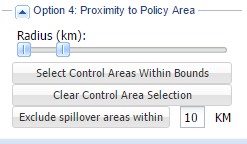 Option 4: Proximity to Policy Area
Radius (km):
Select Control Areas Within Bounds
Clear Control Area Selection
Exclude spillover areas within 10 KM